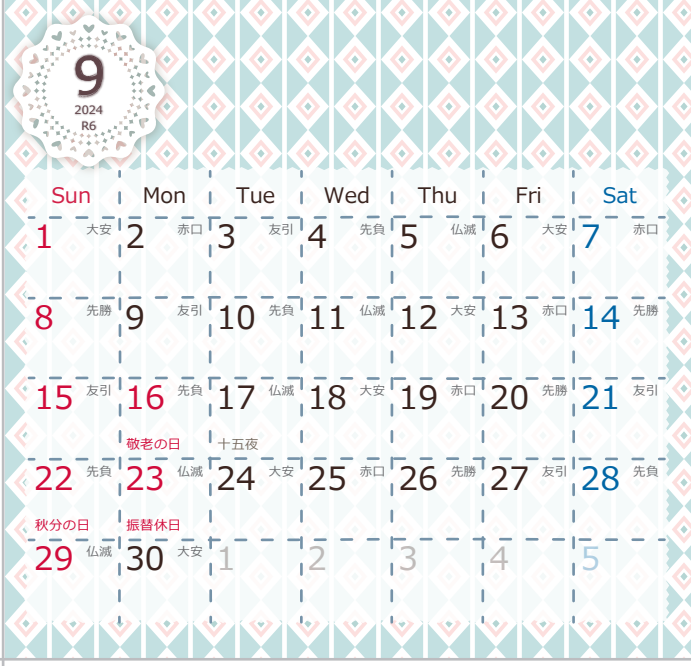 9
2024
R6
Sun Mon Tue Wed Thu Fri Sat
1 大安 2 赤口 3 友引 4 先負 5 仏滅 6 大安 7 赤口
8 先勝 9 友引 10 先負 11 仏滅 12 大安 13 赤口 14 先勝
15 友引 16 先負 17 仏滅 18 大安 19 赤口 20 先勝 21 友引
敬老の日 十五夜
22 先負 23 仏滅 24 大安 25 赤口 26 先勝 27 友引 28 先負
秋分の日 振替休日
29 仏滅 30 大安 1 2 3 4 5